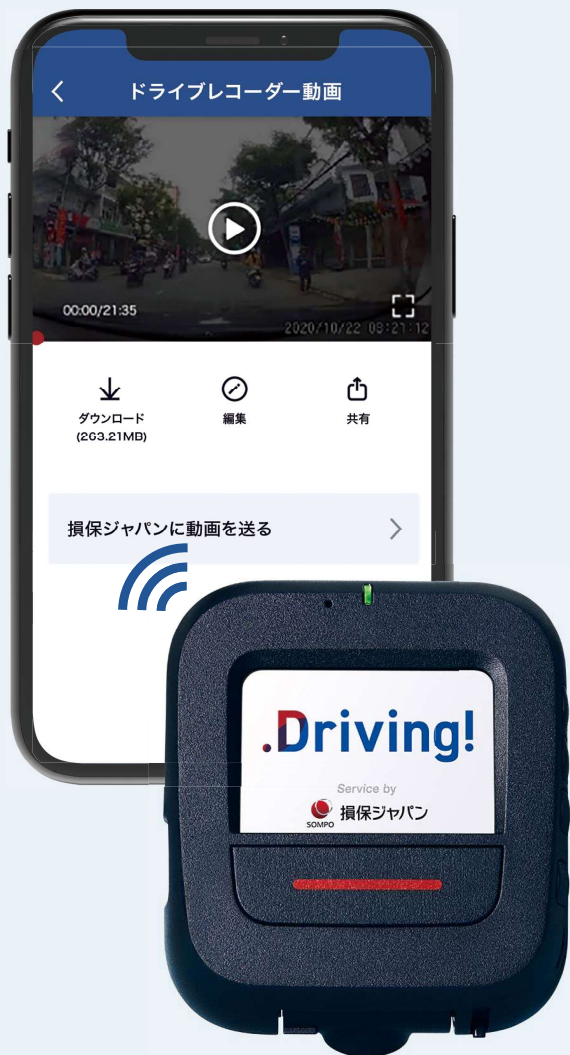 ドライブレコーダー動画
00:00/21:35
2020/10/22 08:21:12
ダウンロード
(263.21MB)
編集
共有
損保ジャパンに動画を送る
.Driving!
Service by
SOMPO 損保ジャパン